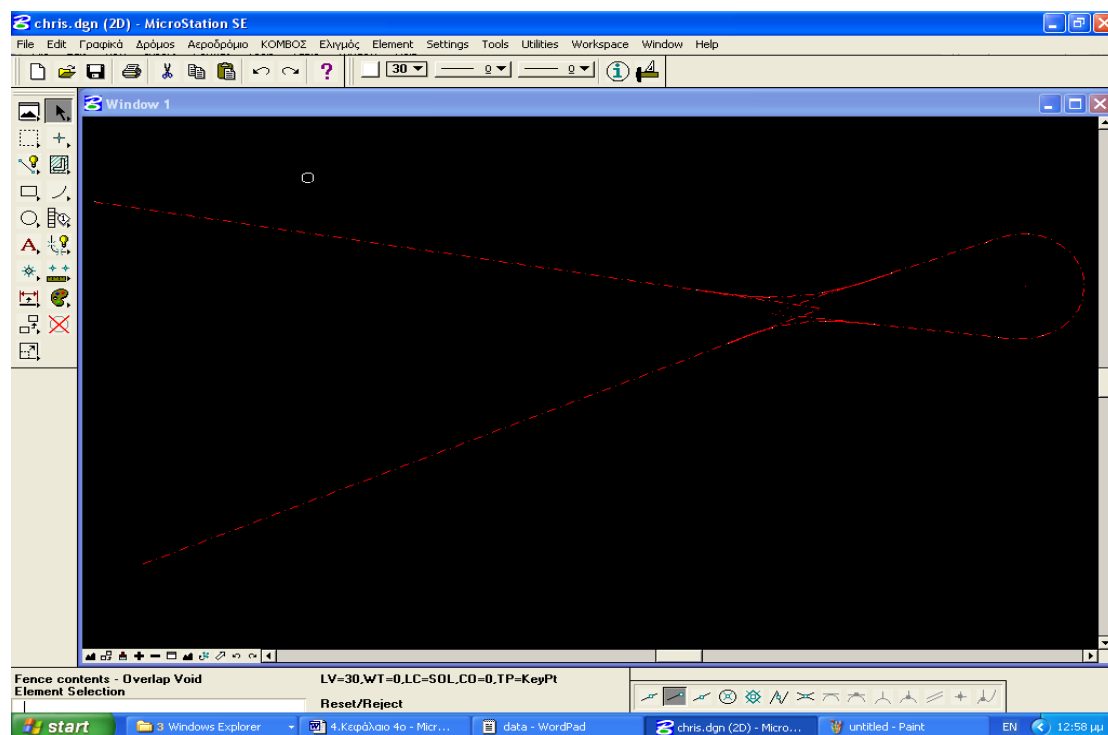 chris.dgn (2D) - MicroStation SE
File Edit Γραφικά Δρόμος Αεροδρόμιο ΚΟΜΒΟΣ Ελιγμός Element Settings Tools Utilities Workspace Window Help
30 0 0
Window 1
Fence contents - Overlap Void LV=30,WT=0,LC=SOL,CO=0,TP=KeyPt
Element Selection
Reset/Reject
start 3 Windows Explorer 4.Κεφάλαιο 4ο - Micr... data - WordPad chris.dgn (2D) - Micro... untitled - Paint EN 12:58 μμ